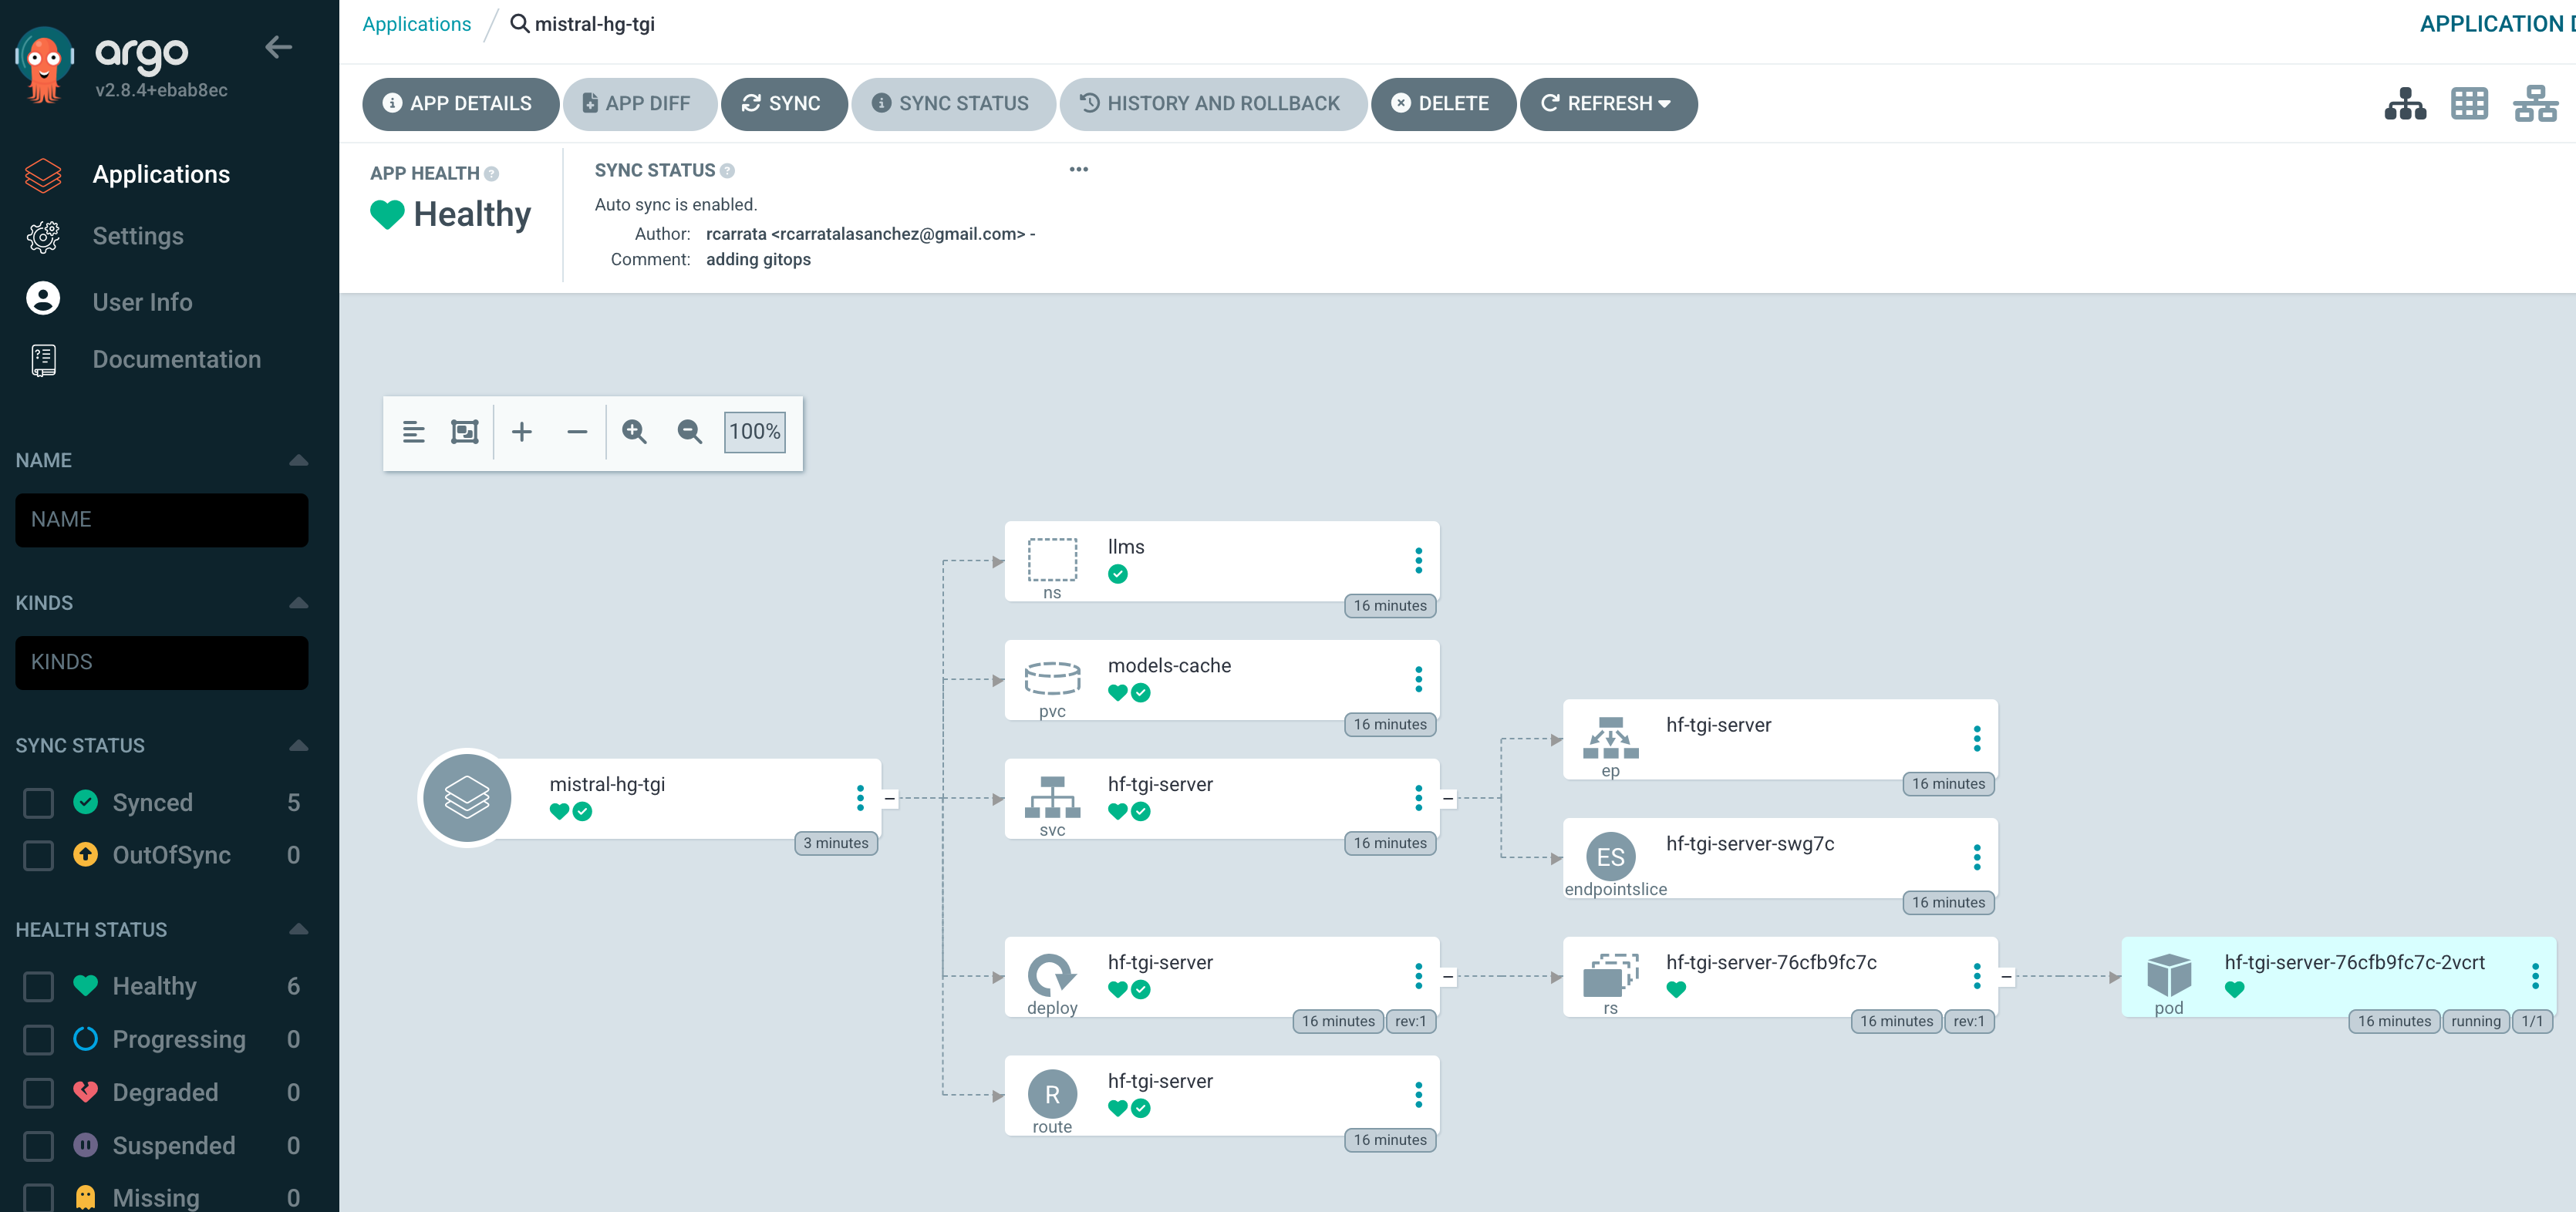 argo
v2.8.4+ebab8ec
Applications
Settings
User Info
Documentation
NAME
NAME
KINDS
KINDS
SYNC STATUS
Synced 5
OutOfSync 0
HEALTH STATUS
Healthy 6
Progressing 0
Degraded 0
Suspended 0
Missing 0
Applications / mistral-hg-tgi
APPLICATION D
APP DETAILS APP DIFF SYNC SYNC STATUS HISTORY AND ROLLBACK DELETE REFRESH
APP HEALTH ?
Healthy
SYNC STATUS ?
Auto sync is enabled.
Author: rcarrata <rcarratalasanchez@gmail.com> -
Comment: adding gitops
100%
mistral-hg-tgi
3 minutes
llms
ns
16 minutes
models-cache
pvc
16 minutes
hf-tgi-server
svc
16 minutes
hf-tgi-server
ep
16 minutes
ES
hf-tgi-server-swg7c
endpointslice
16 minutes
hf-tgi-server
deploy
16 minutes rev:1
hf-tgi-server-76cfb9fc7c
rs
16 minutes rev:1
hf-tgi-server-76cfb9fc7c-2vcrt
pod
16 minutes running 1/1
R
hf-tgi-server
route
16 minutes